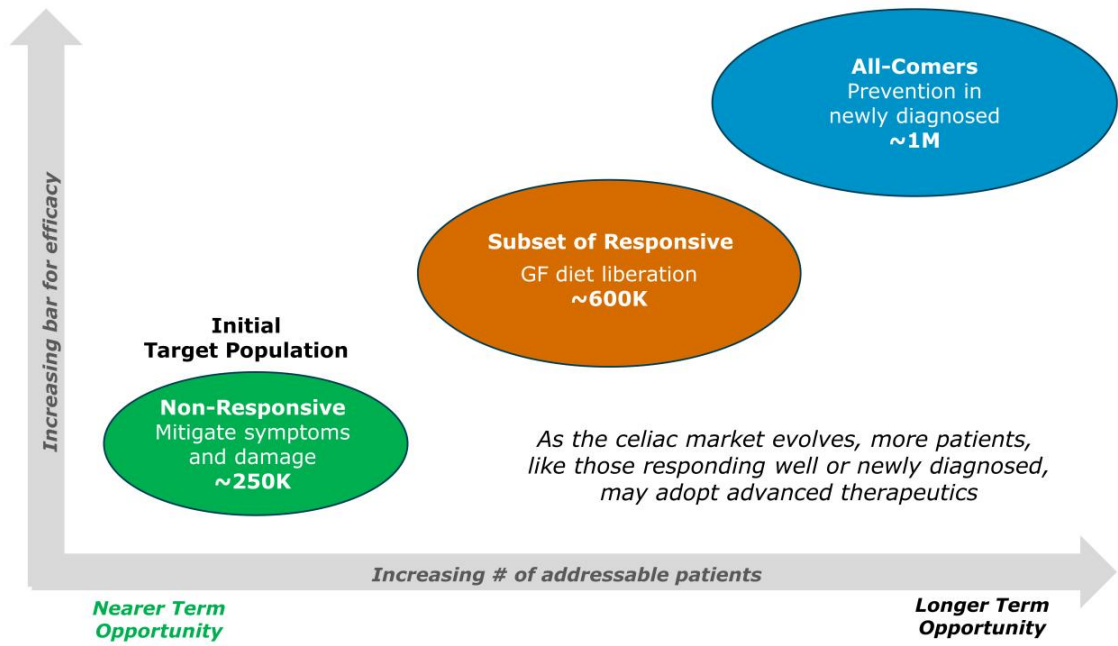 All-Comers
Prevention in
newly diagnosed
~1M
Subset of Responsive
GF diet liberation
~600K
Initial
Target Population
Non-Responsive
Mitigate symptoms
and damage
~250K
As the celiac market evolves, more patients,
like those responding well or newly diagnosed,
may adopt advanced therapeutics
Increasing bar for efficacy
Increasing # of addressable patients
Nearer Term
Opportunity
Longer Term
Opportunity